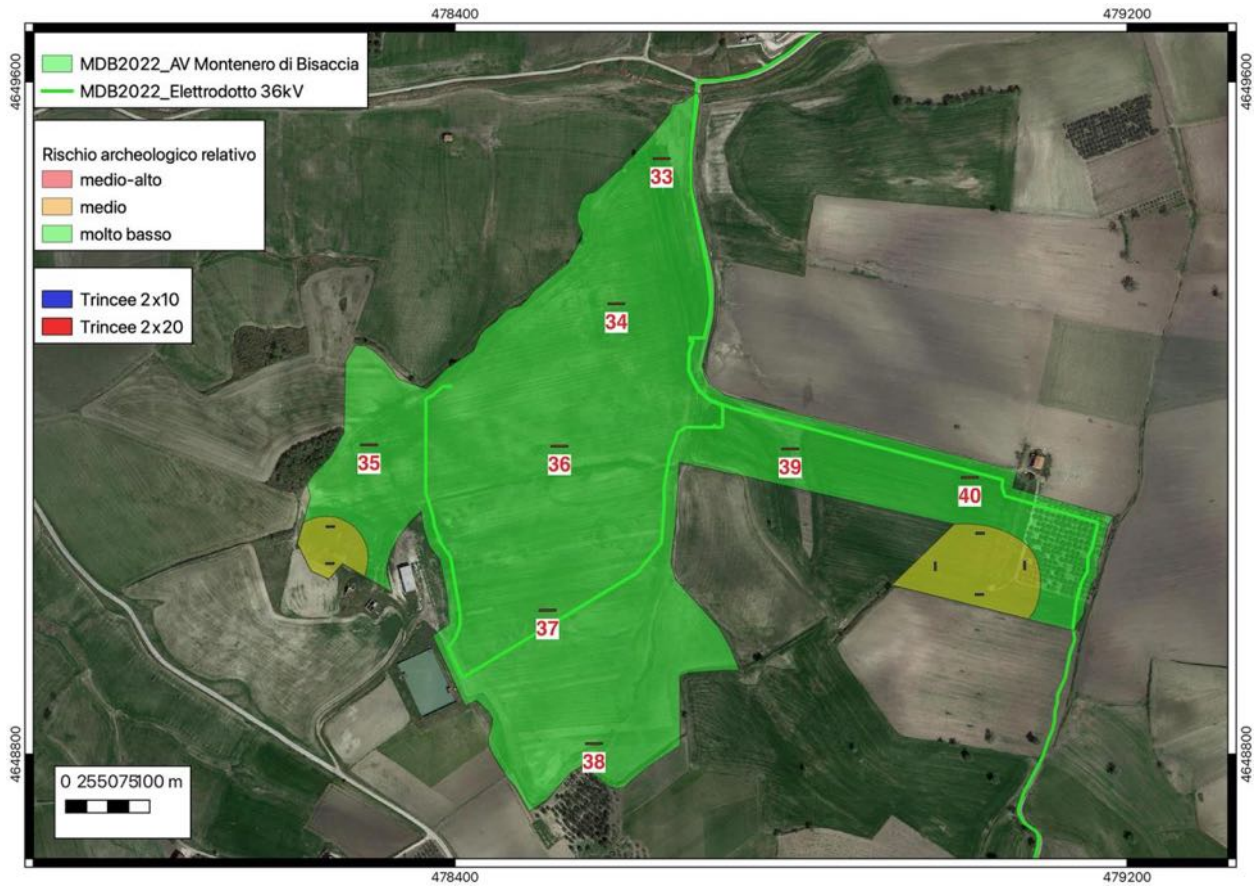 478400 479200
4649600 4649600
MDB2022_AV Montenero di Bisaccia
MDB2022_Elettrodotto 36kV
Rischio archeologico relativo
medio-alto
medio
molto basso
Trincee 2x10
Trincee 2x20
33
34
35
36
39
40
37
38
4648800 4648800
0 255075100 m
478400 479200